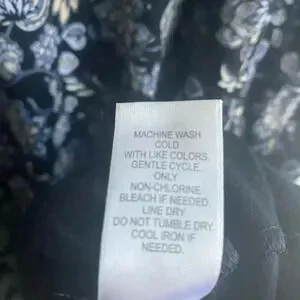 MACHINE WASH
COLD
WITH LIKE COLORS.
GENTLE CYCLE.
ONLY
NON-CHLORINE.
BLEACH IF NEEDED.
LINE DRY
DO NOT TUMBLE DRY.
COOL IRON IF
NEEDED.